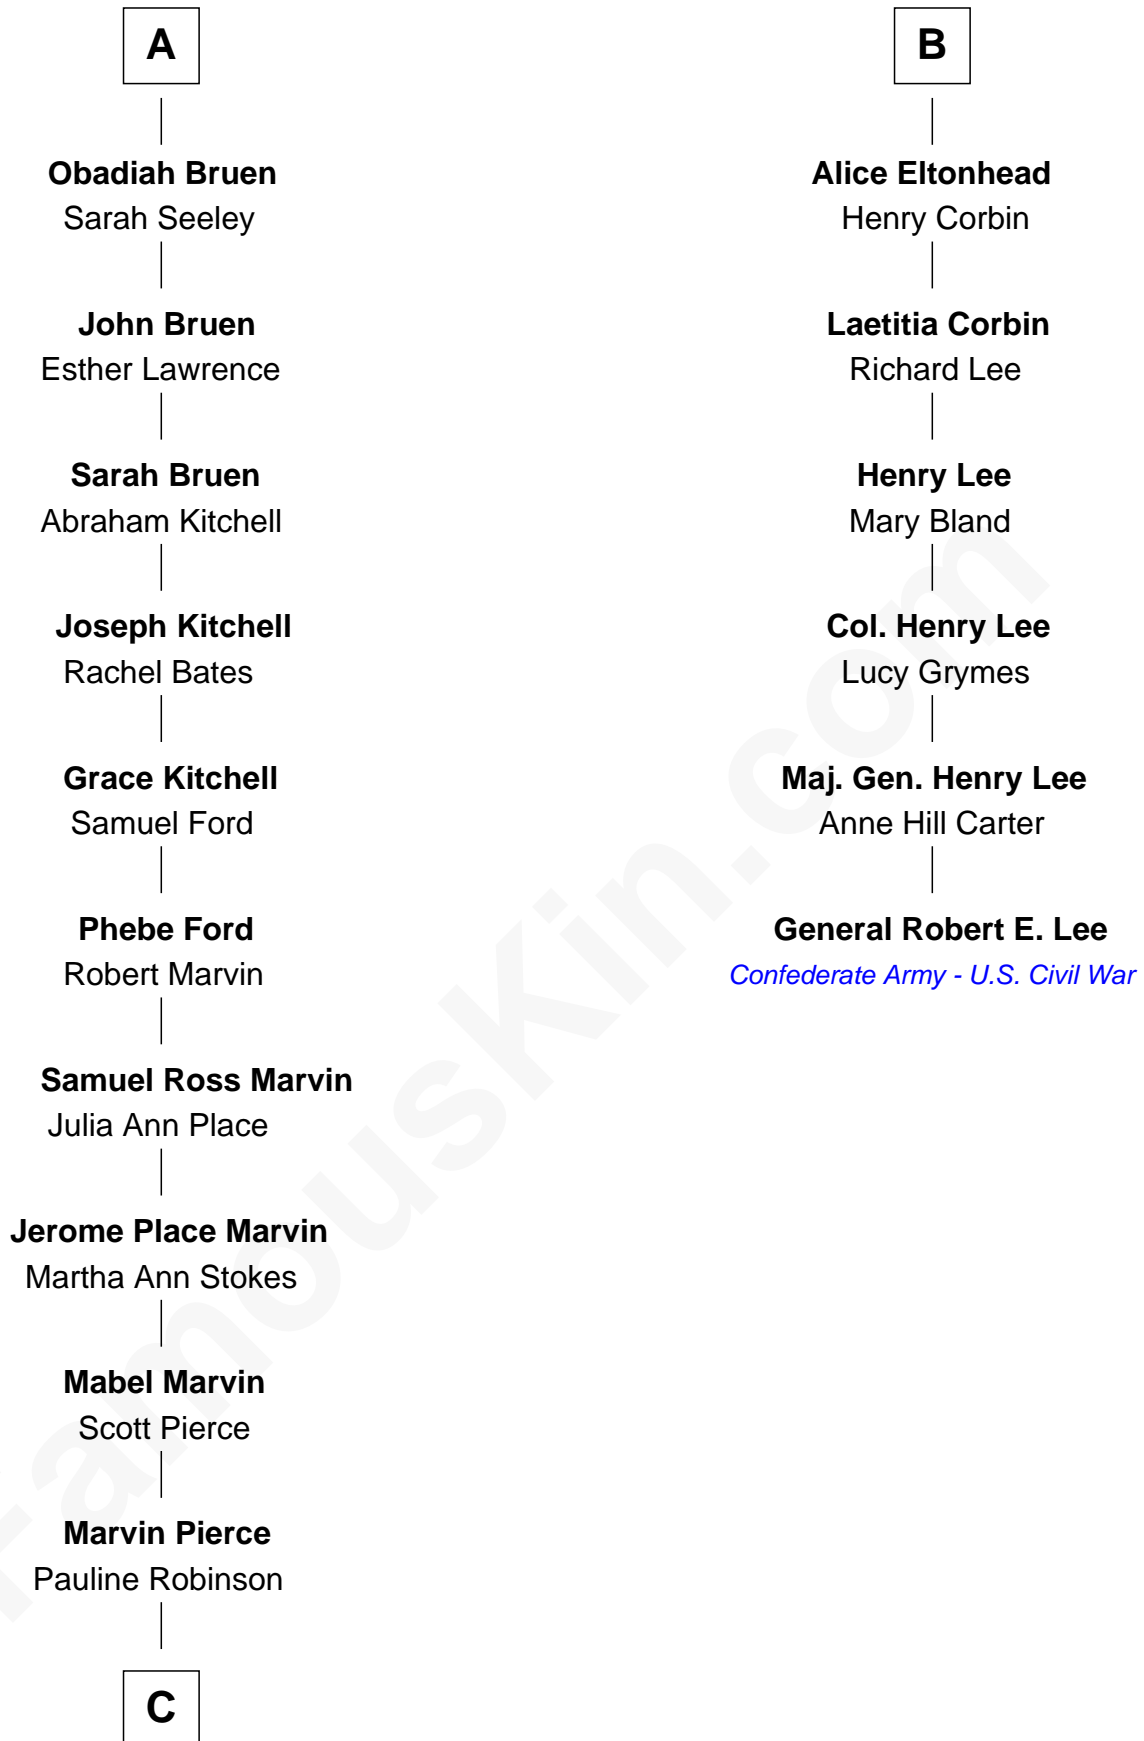 A
Obadiah Bruen
Sarah Seeley
John Bruen
Esther Lawrence
Sarah Bruen
Abraham Kitchell
Joseph Kitchell
Rachel Bates
Grace Kitchell
Samuel Ford
Phebe Ford
Robert Marvin
Samuel Ross Marvin
Julia Ann Place
Jerome Place Marvin
Martha Ann Stokes
Mabel Marvin
Scott Pierce
Marvin Pierce
Pauline Robinson
C
B
Alice Eltonhead
Henry Corbin
Laetitia Corbin
Richard Lee
Henry Lee
Mary Bland
Col. Henry Lee
Lucy Grymes
Maj. Gen. Henry Lee
Anne Hill Carter
General Robert E. Lee
Confederate Army - U.S. Civil War
FamousKin.com